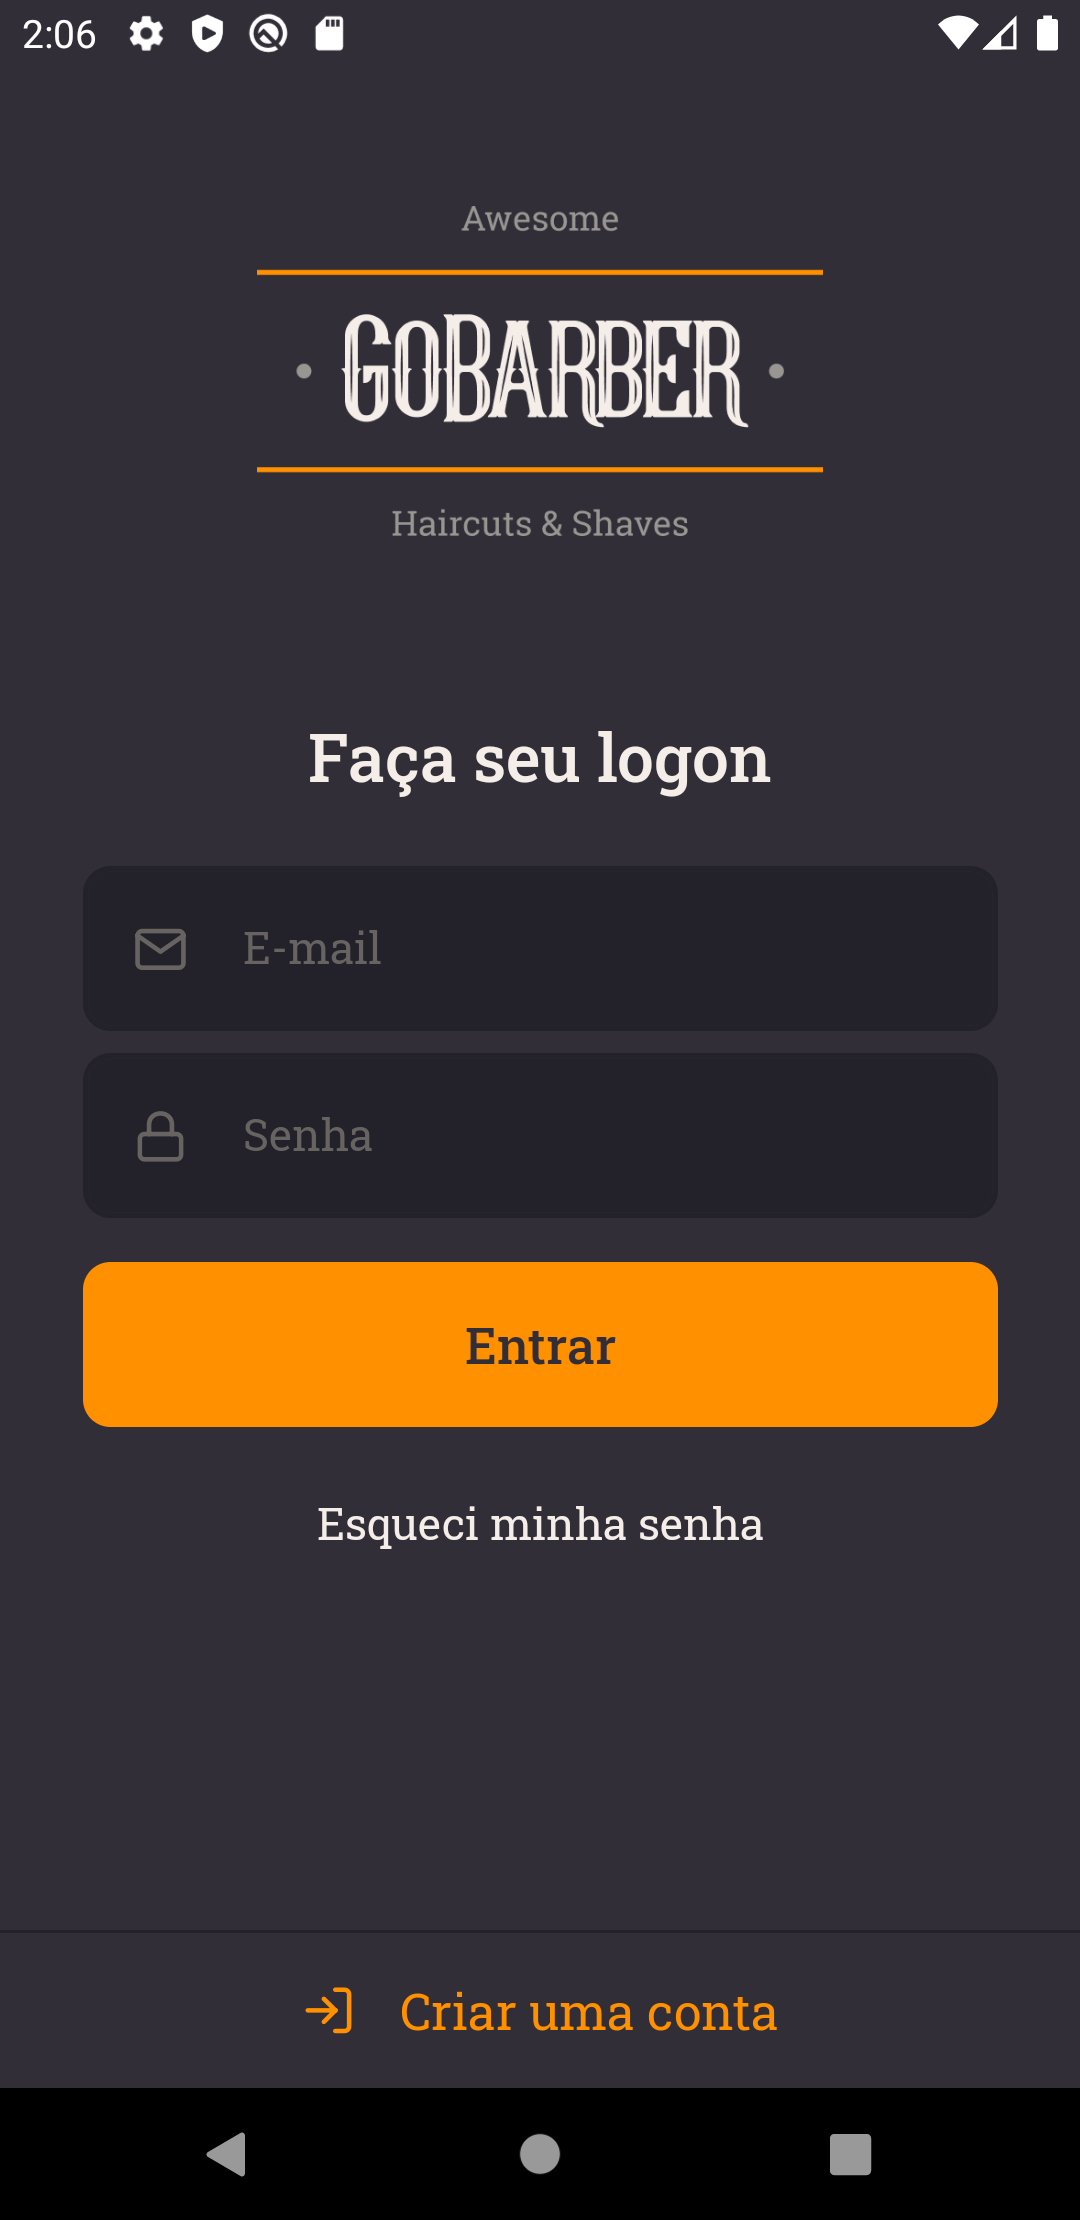 2:06
Awesome
GOBARBER
Haircuts & Shaves
Faça seu logon
E-mail
Senha
Entrar
Esqueci minha senha
Criar uma conta